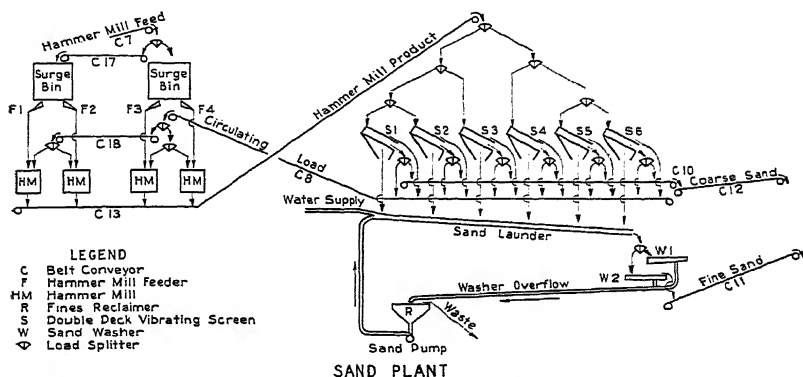 Hammer Mill Feed
C7
C17
Surge Bin
Surge Bin
F1
F2
F3
F4
C18
HM
HM
HM
HM
C13
Circulating Load
C8
Hammer Mill Product
S1
S2
S3
S4
S5
S6
C10
Coarse Sand
C12
Water Supply
Sand Launder
W1
W2
Fine Sand
C11
Washer Overflow
R
Waste
Sand Pump
LEGEND
C Belt Conveyor
F Hammer Mill Feeder
HM Hammer Mill
R Fines Reclaimer
S Double Deck Vibrating Screen
W Sand Washer
Load Splitter
SAND PLANT